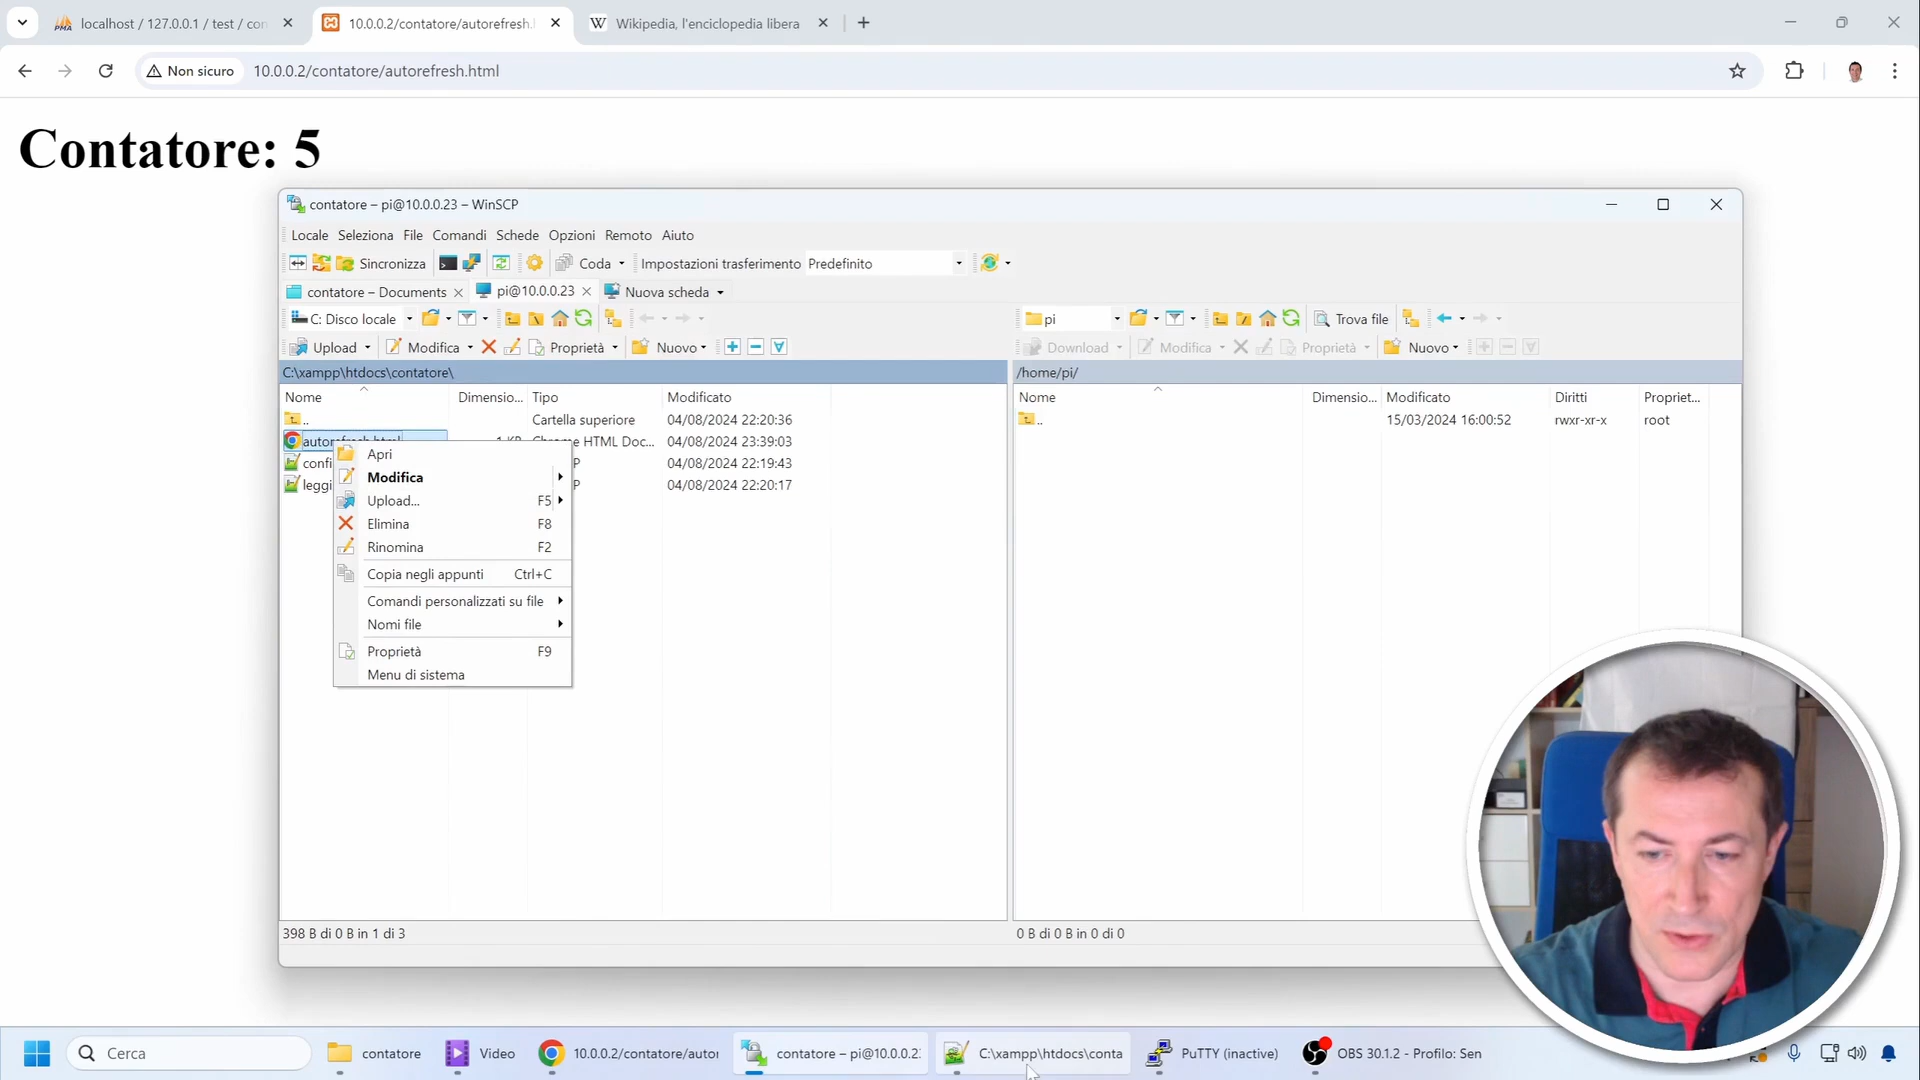 localhost / 127.0.0.1 / test / con
10.0.0.2/contatore/autorefresh.
Wikipedia, l'enciclopedia libera
Non sicuro
10.0.0.2/contatore/autorefresh.html
Contatore: 5
contatore – pi@10.0.0.23 – WinSCP
Locale Seleziona File Comandi Schede Opzioni Remoto Aiuto
Sincronizza Coda Impostazioni trasferimento Predefinito
contatore – Documents pi@10.0.0.23 Nuova scheda
C: Disco locale pi Trova file
Upload Modifica Proprietà Nuovo Download Modifica Proprietà Nuovo
C:\xampp\htdocs\contatore\ /home/pi/
Nome Dimensio... Tipo Modificato Nome Dimensio... Modificato Diritti Propriet...
.. Cartella superiore 04/08/2024 22:20:36 .. 15/03/2024 16:00:52 rwxr-xr-x root
autorefresh.html 1 KB Chrome HTML Doc... 04/08/2024 23:39:03
confi P 04/08/2024 22:19:43
leggi P 04/08/2024 22:20:17
Apri
Modifica
Upload... F5
Elimina F8
Rinomina F2
Copia negli appunti Ctrl+C
Comandi personalizzati su file
Nomi file
Proprietà F9
Menu di sistema
398 B di 0 B in 1 di 3 0 B di 0 B in 0 di 0
Cerca
contatore
Video
10.0.0.2/contatore/autor
contatore – pi@10.0.0.2
C:\xampp\htdocs\conta
PuTTY (inactive)
OBS 30.1.2 - Profilo: Sen